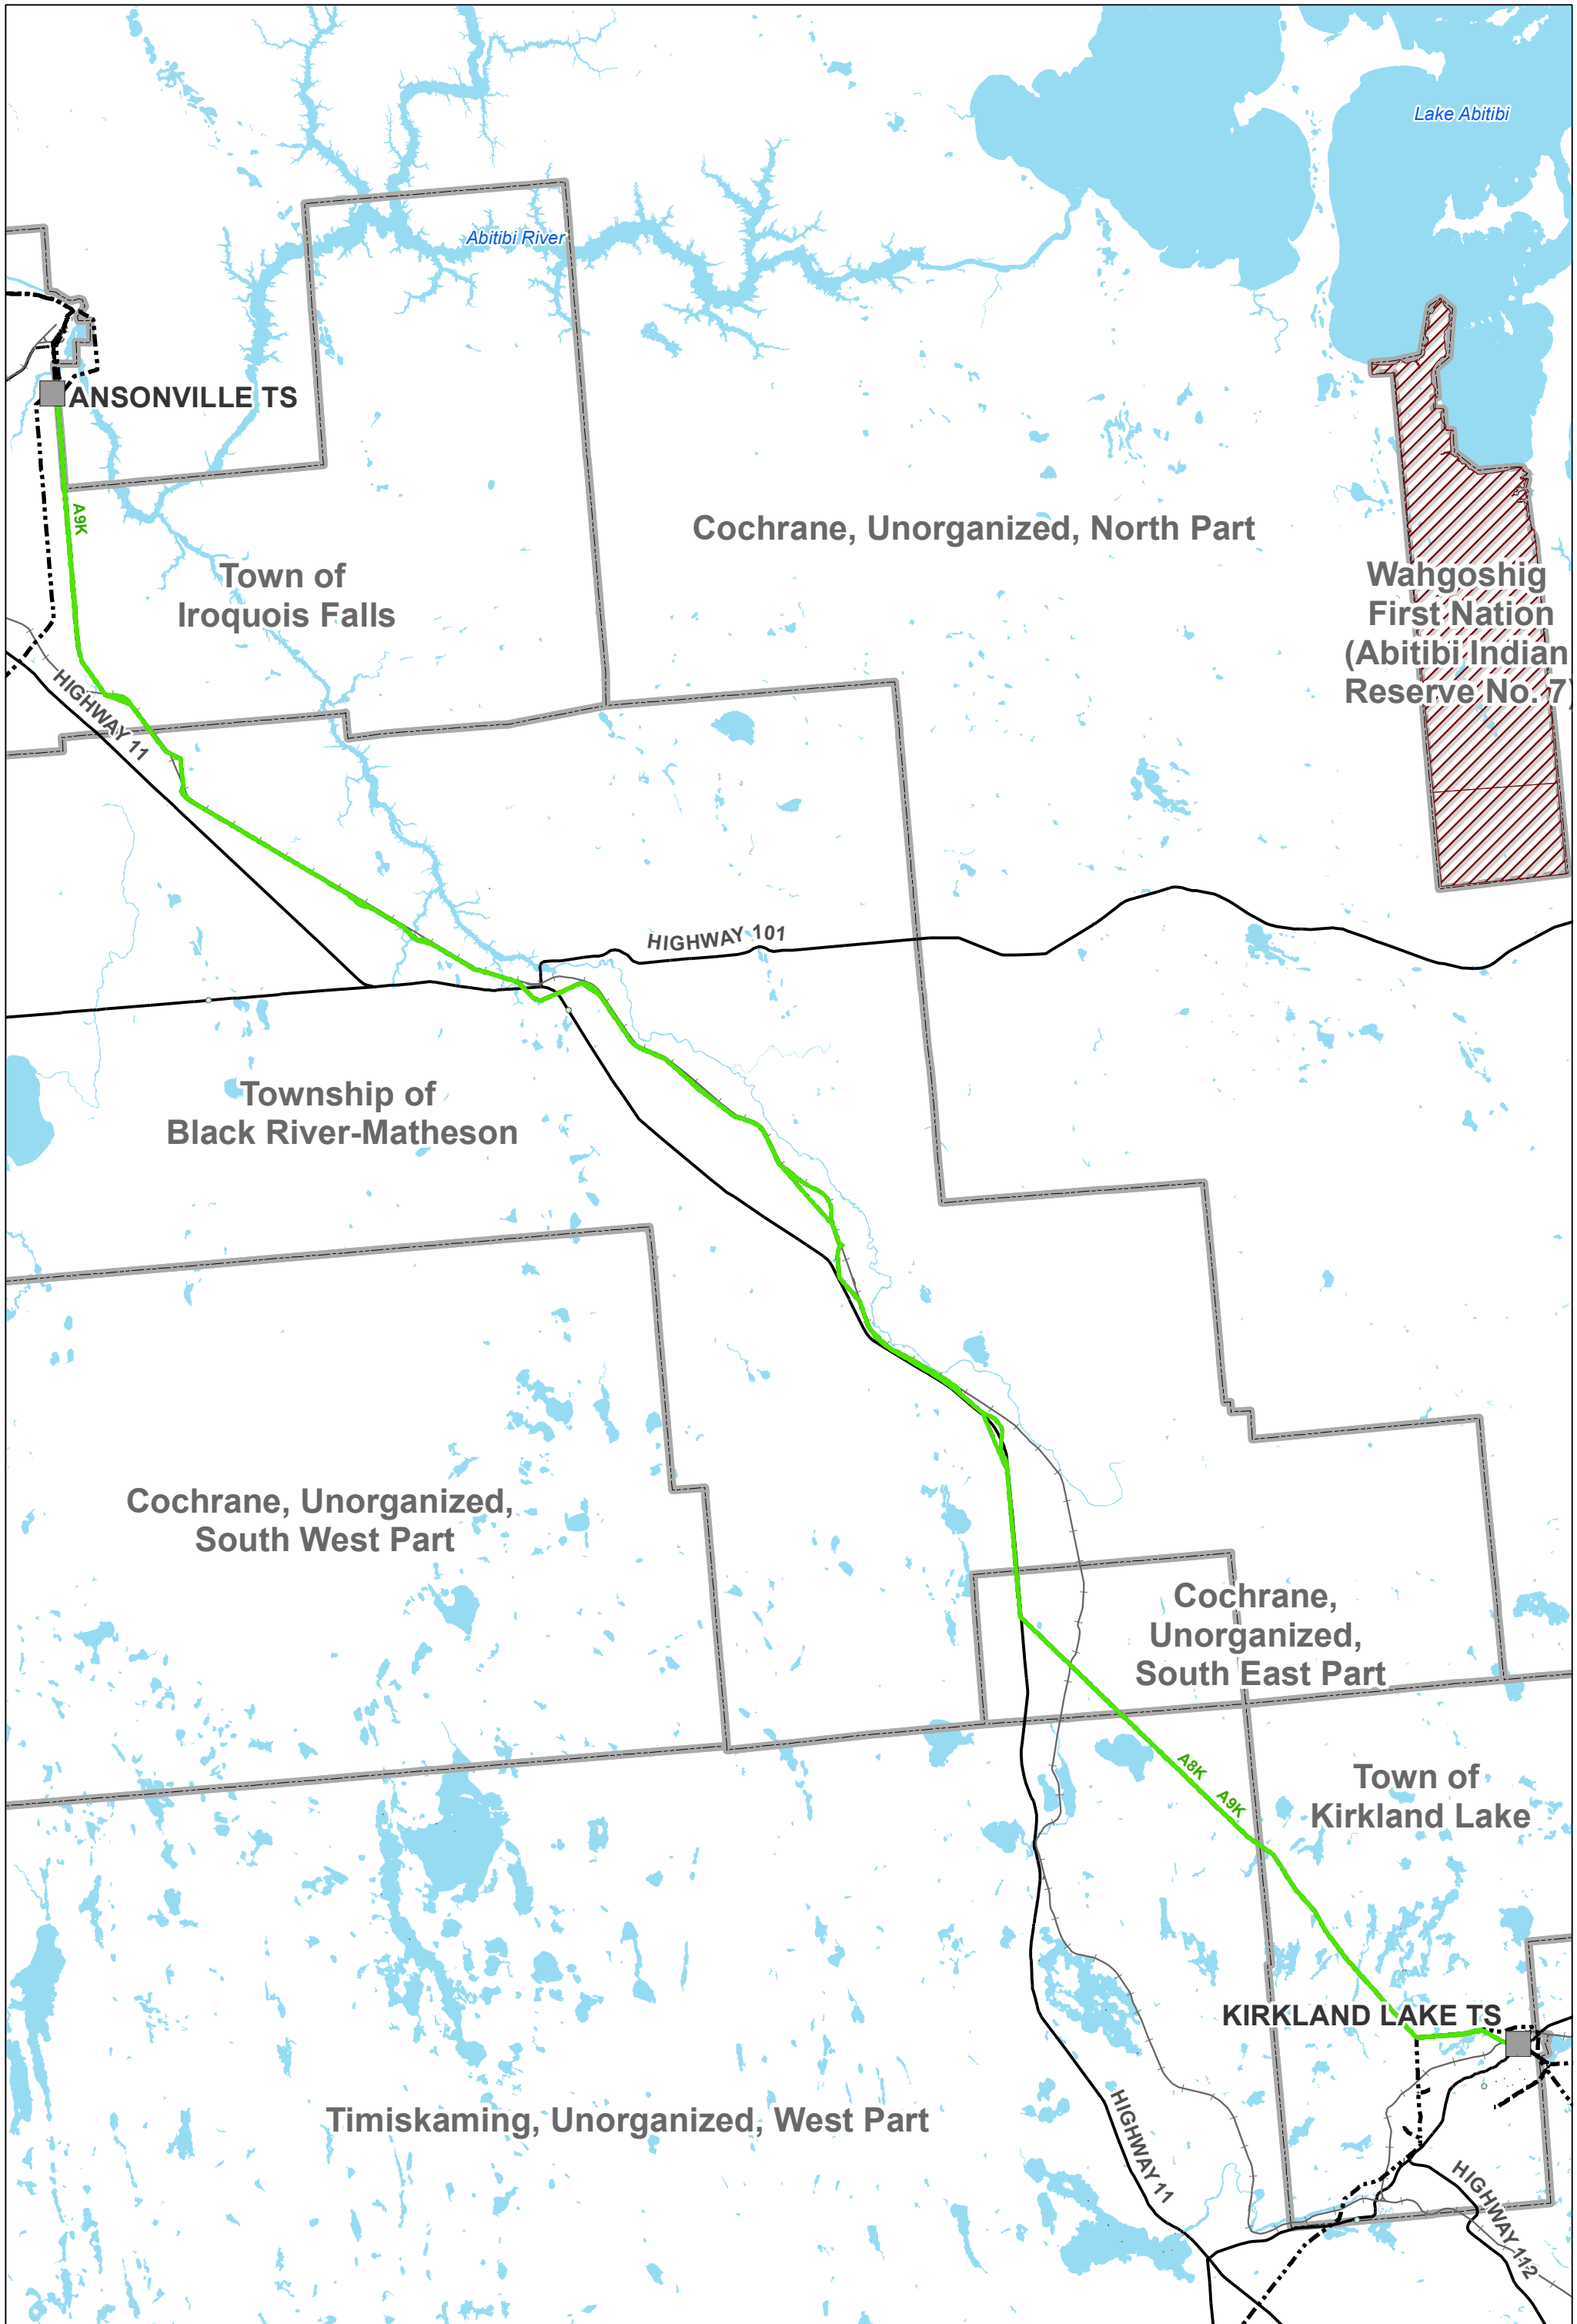 Lake Abitibi
Abitibi River
ANSONVILLE TS
A9K
Cochrane, Unorganized, North Part
Town of
Iroquois Falls
Wahgoshig
First Nation
(Abitibi Indian
Reserve No. 7)
HIGHWAY 11
HIGHWAY 101
Township of
Black River-Matheson
Cochrane, Unorganized,
South West Part
Cochrane,
Unorganized,
South East Part
A8K
A9K
Town of
Kirkland Lake
KIRKLAND LAKE TS
Timiskaming, Unorganized, West Part
HIGHWAY 11
HIGHWAY 112